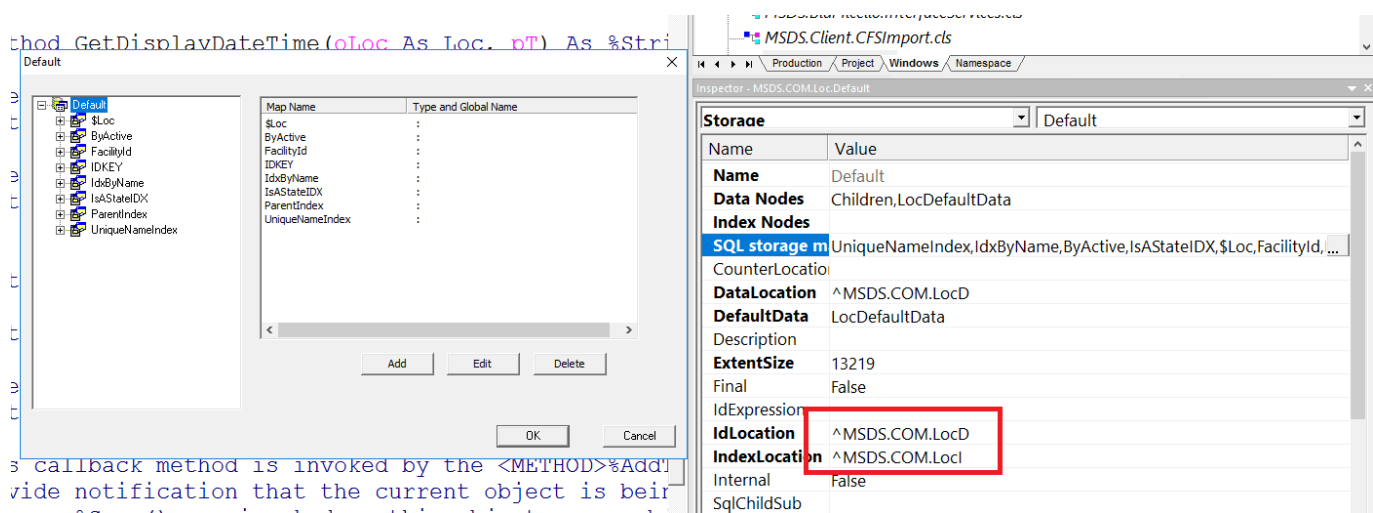 thod GetDisplayDateTime(oLoc As Loc, pT) As %Stri
Default
Default
$Loc
ByActive
FacilityId
IDKEY
IdxByName
IsAStateIDX
ParentIndex
UniqueNameIndex
Map Name Type and Global Name
$Loc :
ByActive :
FacilityId :
IDKEY :
IdxByName :
IsAStateIDX :
ParentIndex :
UniqueNameIndex :
Add Edit Delete
OK Cancel
s callback method is invoked by the <METHOD>%AddT
vide notification that the current object is bein
MSDS.Client.CFSImport.cls
Production Project Windows Namespace
Inspector - MSDS.COM.Loc.Default
Storage Default
Name Value
Name Default
Data Nodes Children,LocDefaultData
Index Nodes
SQL storage m UniqueNameIndex,IdxByName,ByActive,IsAStateIDX,$Loc,FacilityId, ...
CounterLocation
DataLocation ^MSDS.COM.LocD
DefaultData LocDefaultData
Description
ExtentSize 13219
Final False
IdExpression
IdLocation ^MSDS.COM.LocD
IndexLocation ^MSDS.COM.LocI
Internal False
SqlChildSub